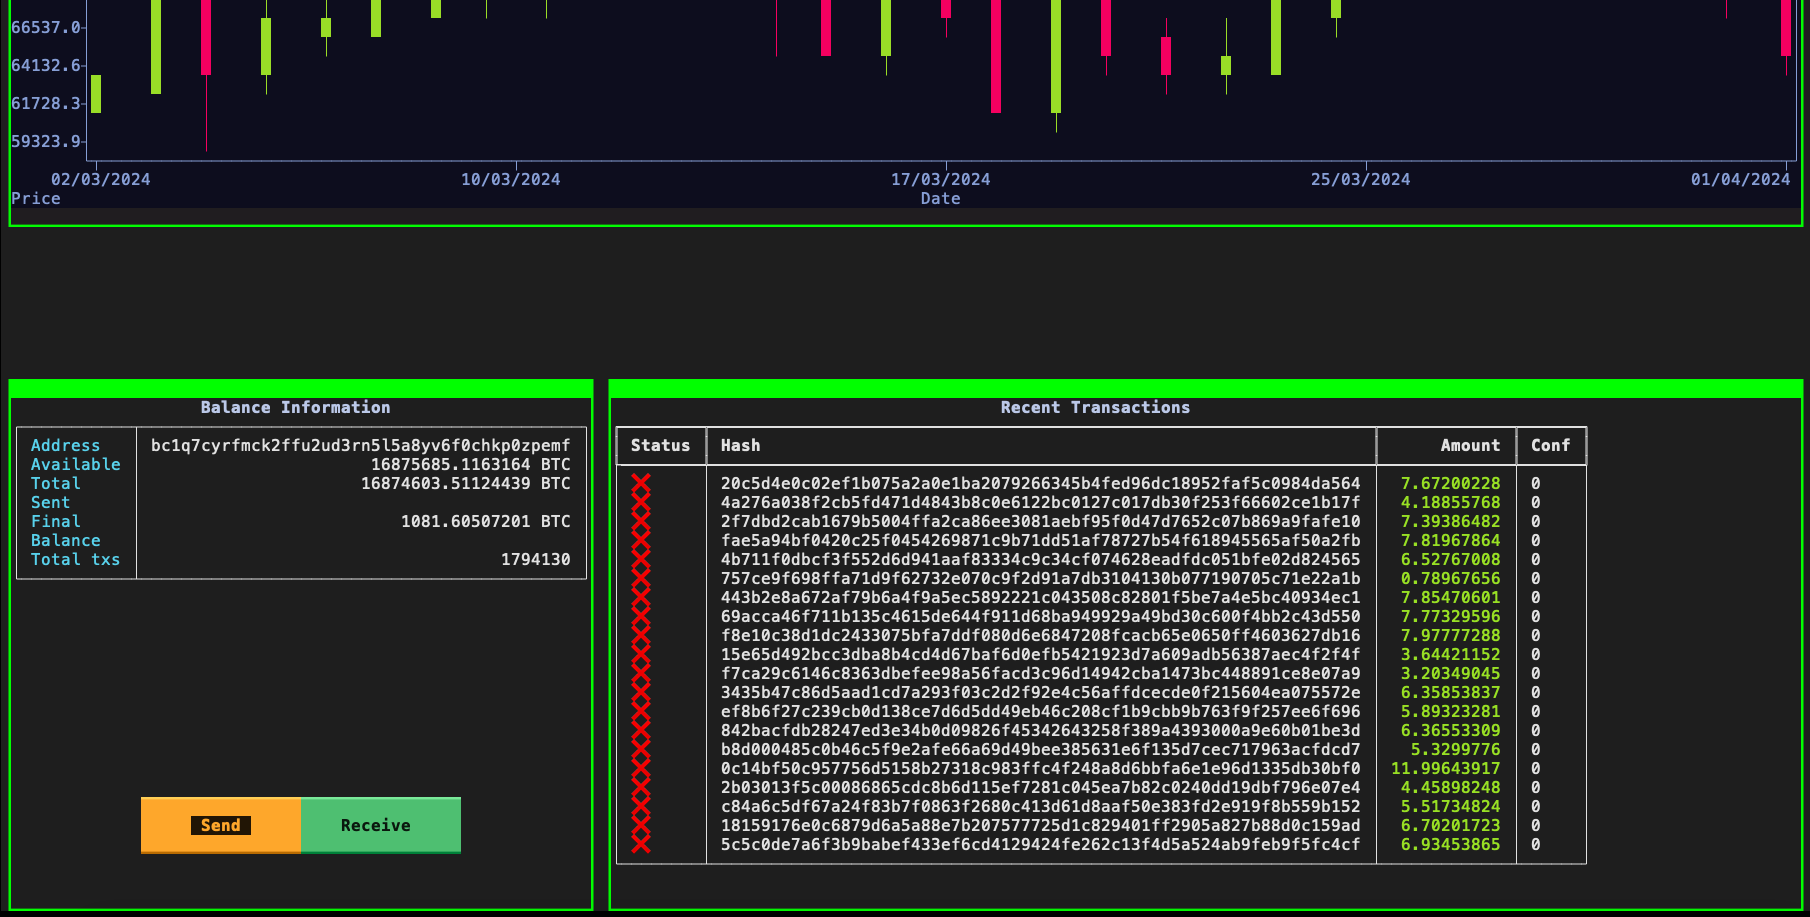 66537.0
64132.6
61728.3
59323.9
02/03/2024 10/03/2024 17/03/2024 25/03/2024 01/04/2024
Price Date
Balance Information
Address bc1q7cyrfmck2ffu2ud3rn5l5a8yv6f0chkp0zpemf
Available 16875685.1163164 BTC
Total 16874603.51124439 BTC
Sent
Final 1081.60507201 BTC
Balance
Total txs 1794130
Send Receive
Recent Transactions
Status Hash Amount Conf
20c5d4e0c02ef1b075a2a0e1ba2079266345b4fed96dc18952faf5c0984da564 7.67200228 0
4a276a038f2cb5fd471d4843b8c0e6122bc0127c017db30f253f66602ce1b17f 4.18855768 0
2f7dbd2cab1679b5004ffa2ca86ee3081aebf95f0d47d7652c07b869a9fafe10 7.39386482 0
fae5a94bf0420c25f0454269871c9b71dd51af78727b54f618945565af50a2fb 7.81967864 0
4b711f0dbcf3f552d6d941aaf83334c9c34cf074628eadfdc051bfe02d824565 6.52767008 0
757ce9f698ffa71d9f62732e070c9f2d91a7db3104130b077190705c71e22a1b 0.78967656 0
443b2e8a672af79b6a4f9a5ec5892221c043508c82801f5be7a4e5bc40934ec1 7.85470601 0
69acca46f711b135c4615de644f911d68ba949929a49bd30c600f4bb2c43d550 7.77329596 0
f8e10c38d1dc2433075bfa7ddf080d6e6847208fcacb65e0650ff4603627db16 7.97777288 0
15e65d492bcc3dba8b4cd4d67baf6d0efb5421923d7a609adb56387aec4f2f4f 3.64421152 0
f7ca29c6146c8363dbefee98a56facd3c96d14942cba1473bc448891ce8e07a9 3.20349045 0
3435b47c86d5aad1cd7a293f03c2d2f92e4c56affdcecde0f215604ea075572e 6.35853837 0
ef8b6f27c239cb0d138ce7d6d5dd49eb46c208cf1b9cbb9b763f9f257ee6f696 5.89323281 0
842bacfdb28247ed3e34b0d09826f45342643258f389a4393000a9e60b01be3d 6.36553309 0
b8d000485c0b46c5f9e2afe66a69d49bee385631e6f135d7cec717963acfdcd7 5.3299776 0
0c14bf50c957756d5158b27318c983ffc4f248a8d6bbfa6e1e96d1335db30bf0 11.99643917 0
2b03013f5c00086865cdc8b6d115ef7281c045ea7b82c0240dd19dbf796e07e4 4.45898248 0
c84a6c5df67a24f83b7f0863f2680c413d61d8aaf50e383fd2e919f8b559b152 5.51734824 0
18159176e0c6879d6a5a88e7b207577725d1c829401ff2905a827b88d0c159ad 6.70201723 0
5c5c0de7a6f3b9babef433ef6cd4129424fe262c13f4d5a524ab9feb9f5fc4cf 6.93453865 0